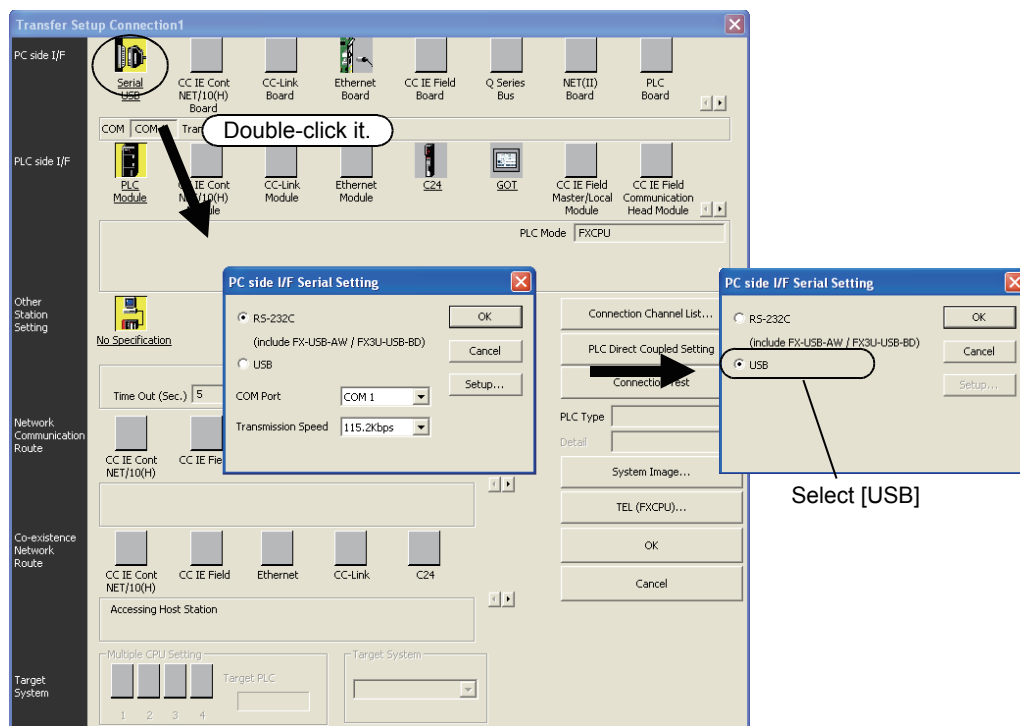 Transfer Setup Connection1
PC side I/F
Serial
USB
CC IE Cont
NET/10(H)
Board
CC-Link
Board
Ethernet
Board
CC IE Field
Board
Q Series
Bus
NET(II)
Board
PLC
Board
COM
COM
Double-click it.
PLC side I/F
PLC
Module
IE Cont
CC-Link
Module
Ethernet
Module
C24
GOT
CC IE Field
Master/Local
Module
CC IE Field
Communication
Head Module
PLC Mode FXCPU
Other
Station
Setting
No Specification
Time Out (Sec.) 5
PC side I/F Serial Setting
RS-232C
(include FX-USB-AW / FX3U-USB-BD)
USB
COM Port COM 1
Transmission Speed 115.2Kbps
OK
Cancel
Setup...
Connection Channel List...
PLC Direct Coupled Setting
Connection
PLC Type
Detail
System Image...
TEL (FXCPU)...
OK
Cancel
PC side I/F Serial Setting
RS-232C
(include FX-USB-AW / FX3U-USB-BD)
USB
OK
Cancel
Setup...
Select [USB]
Network
Communication
Route
CC IE Cont
NET/10(H)
CC IE
Co-existence
Network
Route
CC IE Cont
NET/10(H)
CC IE Field
Ethernet
CC-Link
C24
Accessing Host Station
Target
System
Multiple CPU Setting
1 2 3 4
Target PLC
Target System